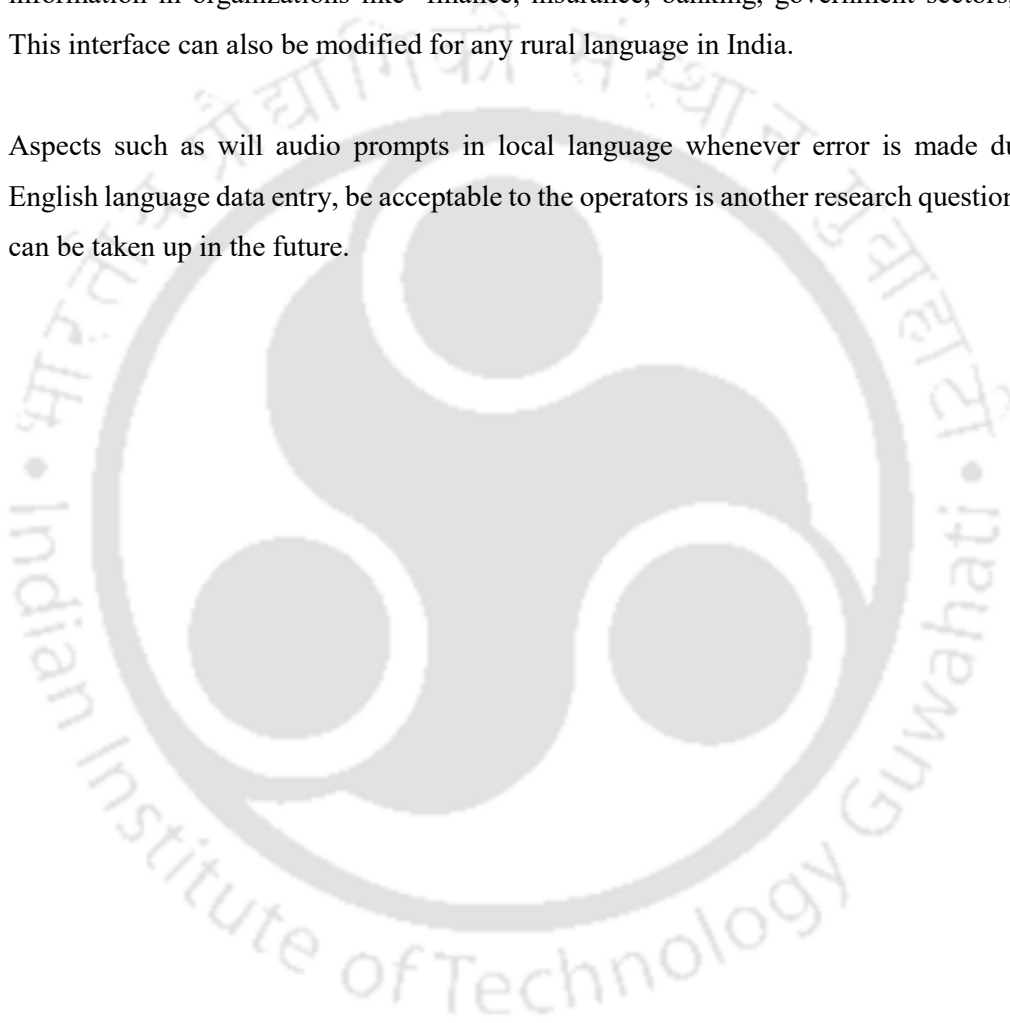 information in organizations like finance, insurance, banking, government sectors,
This interface can also be modified for any rural language in India.
Aspects such as will audio prompts in local language whenever error is made du
English language data entry, be acceptable to the operators is another research question
can be taken up in the future.
भारतीय प्रौद्योगिकी संस्थान गुवाहाटी
• Indian Institute of Technology Guwahati •